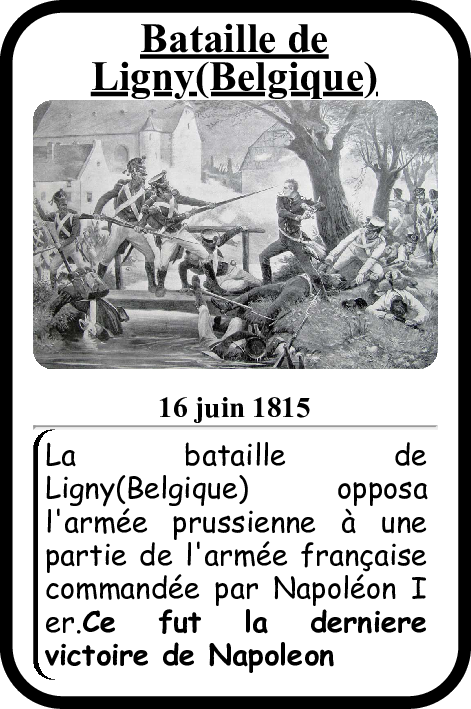 Bataille de
Ligny(Belgique)
16 juin 1815
La bataille de
Ligny(Belgique) opposa
l'armée prussienne à une
partie de l'armée française
commandée par Napoléon I
er.Ce fut la derniere
victoire de Napoleon